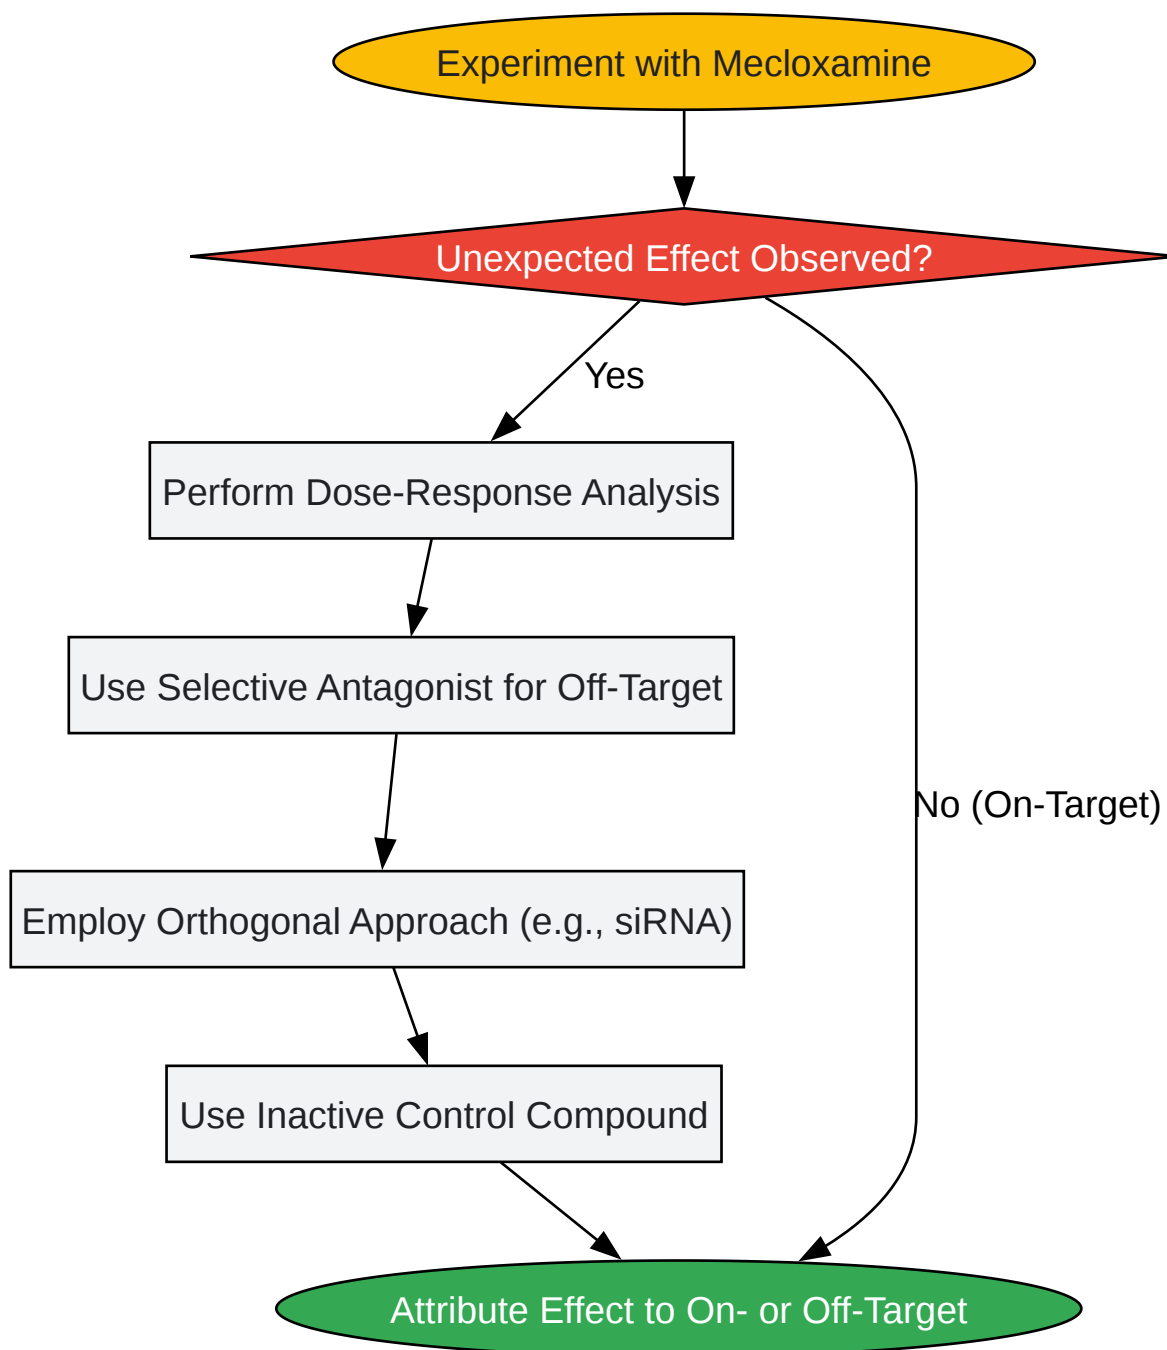 Experiment with Mecloxamine
Unexpected Effect Observed?
Yes
Perform Dose-Response Analysis
Use Selective Antagonist for Off-Target
No (On-Target)
Employ Orthogonal Approach (e.g., siRNA)
Use Inactive Control Compound
Attribute Effect to On- or Off-Target